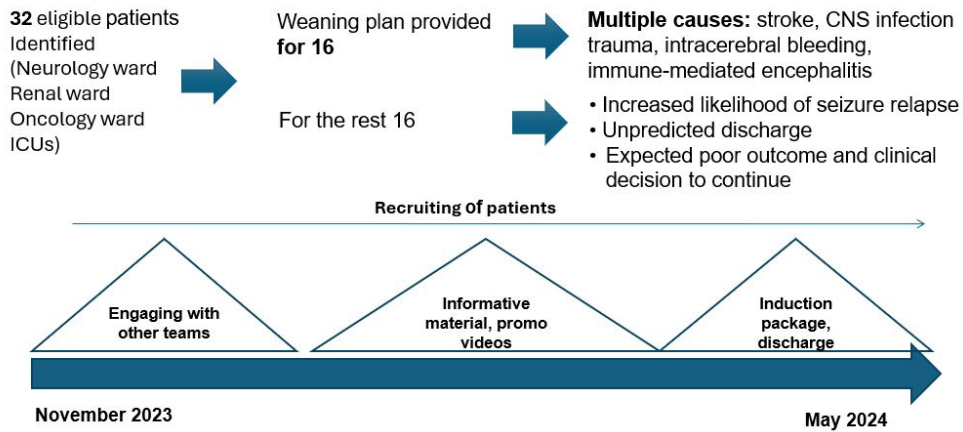 32 eligible patients
Identified
(Neurology ward
Renal ward
Oncology ward
ICUs)
Weaning plan provided
for 16
Multiple causes: stroke, CNS infection
trauma, intracerebral bleeding,
immune-mediated encephalitis
For the rest 16
• Increased likelihood of seizure relapse
• Unpredicted discharge
• Expected poor outcome and clinical
decision to continue
Recruiting of patients
Engaging with
other teams
Informative
material, promo
videos
Induction
package,
discharge
November 2023
May 2024